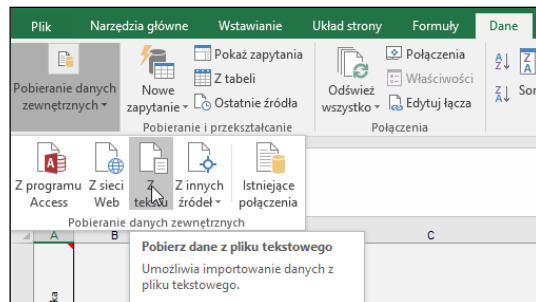 Plik Narzędzia główne Wstawianie Układ strony Formuły Dane
Pobieranie danych zewnętrznych
Nowe zapytanie
Pokaż zapytania
Z tabeli
Ostatnie źródła
Pobieranie i przekształcanie
Odśwież wszystko
Połączenia
Właściwości
Edytuj łącza
Połączenia
A Z
Z A
Z A
Z programu Access
Z sieci Web
Z tekstu
Z innych źródeł
Istniejące połączenia
Pobieranie danych zewnętrznych
A B C
Pobierz dane z pliku tekstowego
Umożliwia importowanie danych z
pliku tekstowego.